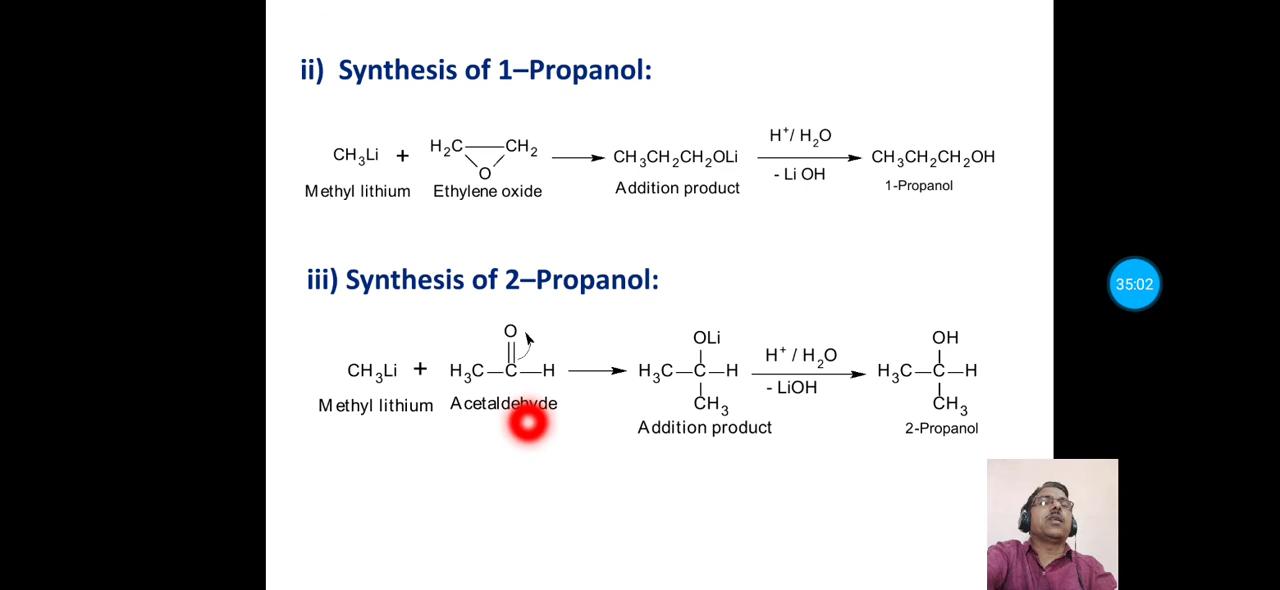 ii) Synthesis of 1–Propanol:
CH3Li + H2C CH2 O CH3CH2CH2OLi H+/ H2O - Li OH CH3CH2CH2OH
Methyl lithium Ethylene oxide Addition product 1-Propanol
iii) Synthesis of 2–Propanol:
O OLi OH
CH3Li + H3C–C–H H3C–C–H H+ / H2O - LiOH H3C–C–H
CH3 CH3
Methyl lithium Acetaldehyde Addition product 2-Propanol
35:02